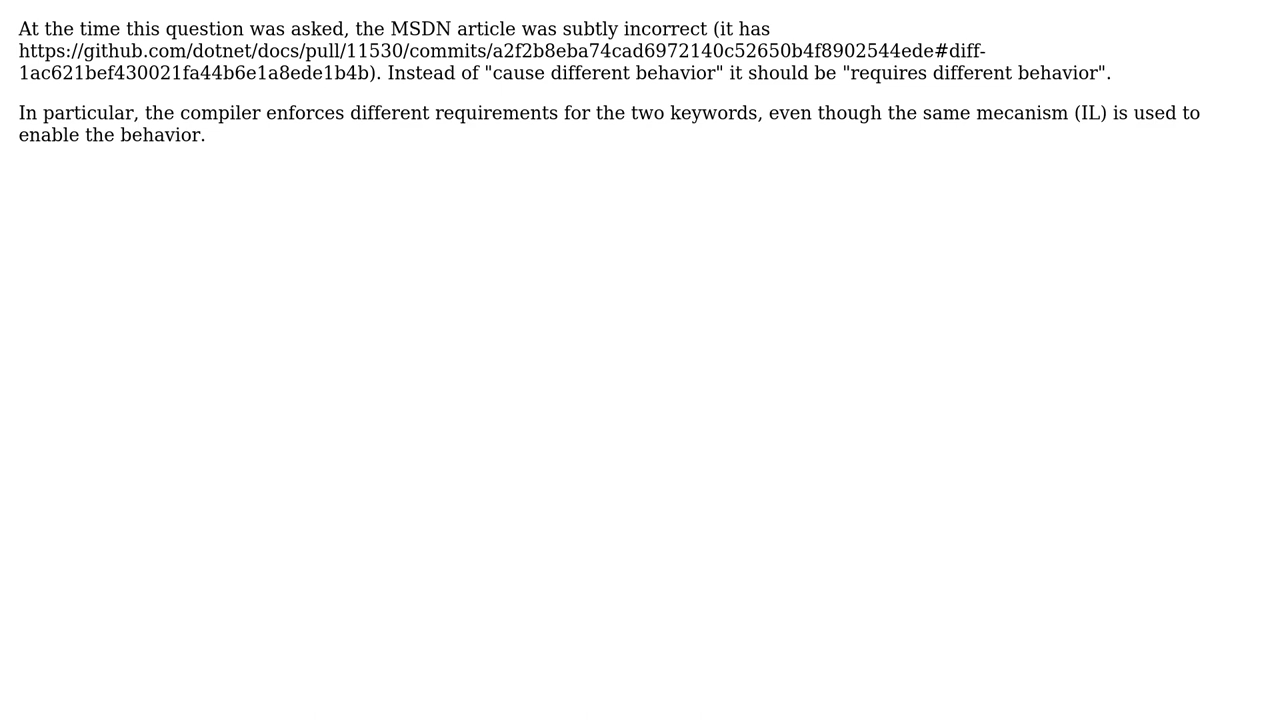 At the time this question was asked, the MSDN article was subtly incorrect (it has
https://github.com/dotnet/docs/pull/11530/commits/a2f2b8eba74cad6972140c52650b4f8902544ede#diff-
1ac621bef430021fa44b6e1a8ede1b4b). Instead of "cause different behavior" it should be "requires different behavior".
In particular, the compiler enforces different requirements for the two keywords, even though the same mecanism (IL) is used to
enable the behavior.